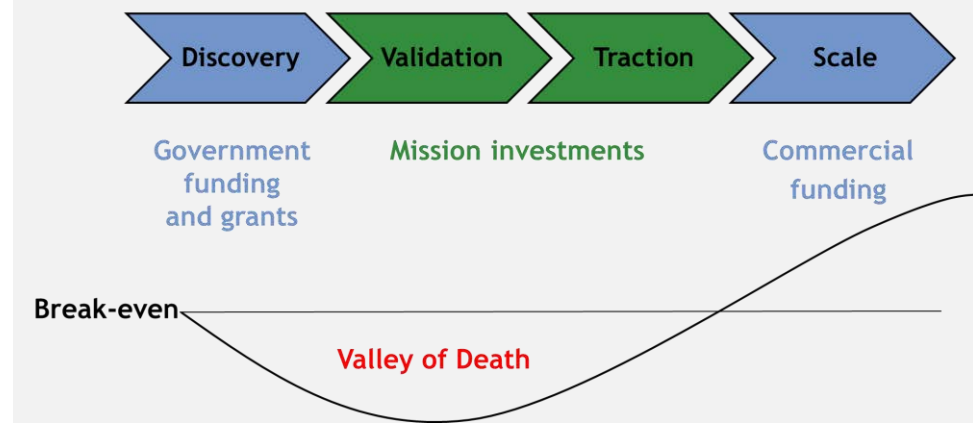 Discovery
Validation
Traction
Scale
Government
funding
and grants
Mission investments
Commercial
funding
Break-even
Valley of Death